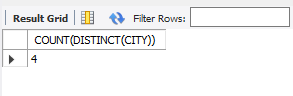 Result Grid Filter Rows:
COUNT(DISTINCT(CITY))
4